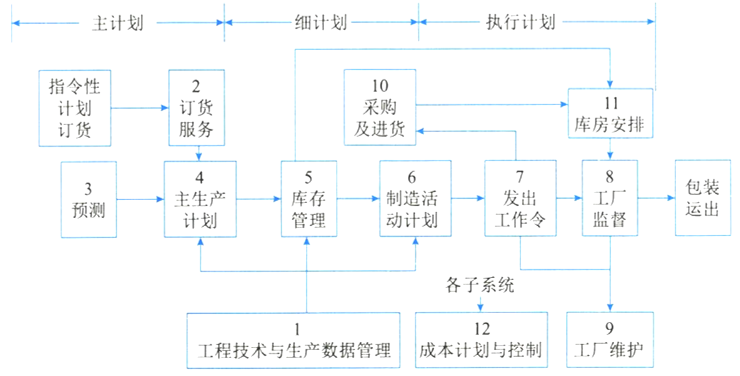 主计划
细计划
执行计划
指令性
计划
订货
2
订货
服务
10
采购
及进货
11
库房安排
3
预测
4
主生产
计划
5
库存
管理
6
制造活
动计划
7
发出
工作令
8
工厂
监督
包装
运出
各子系统
1
工程技术与生产数据管理
12
成本计划与控制
9
工厂维护